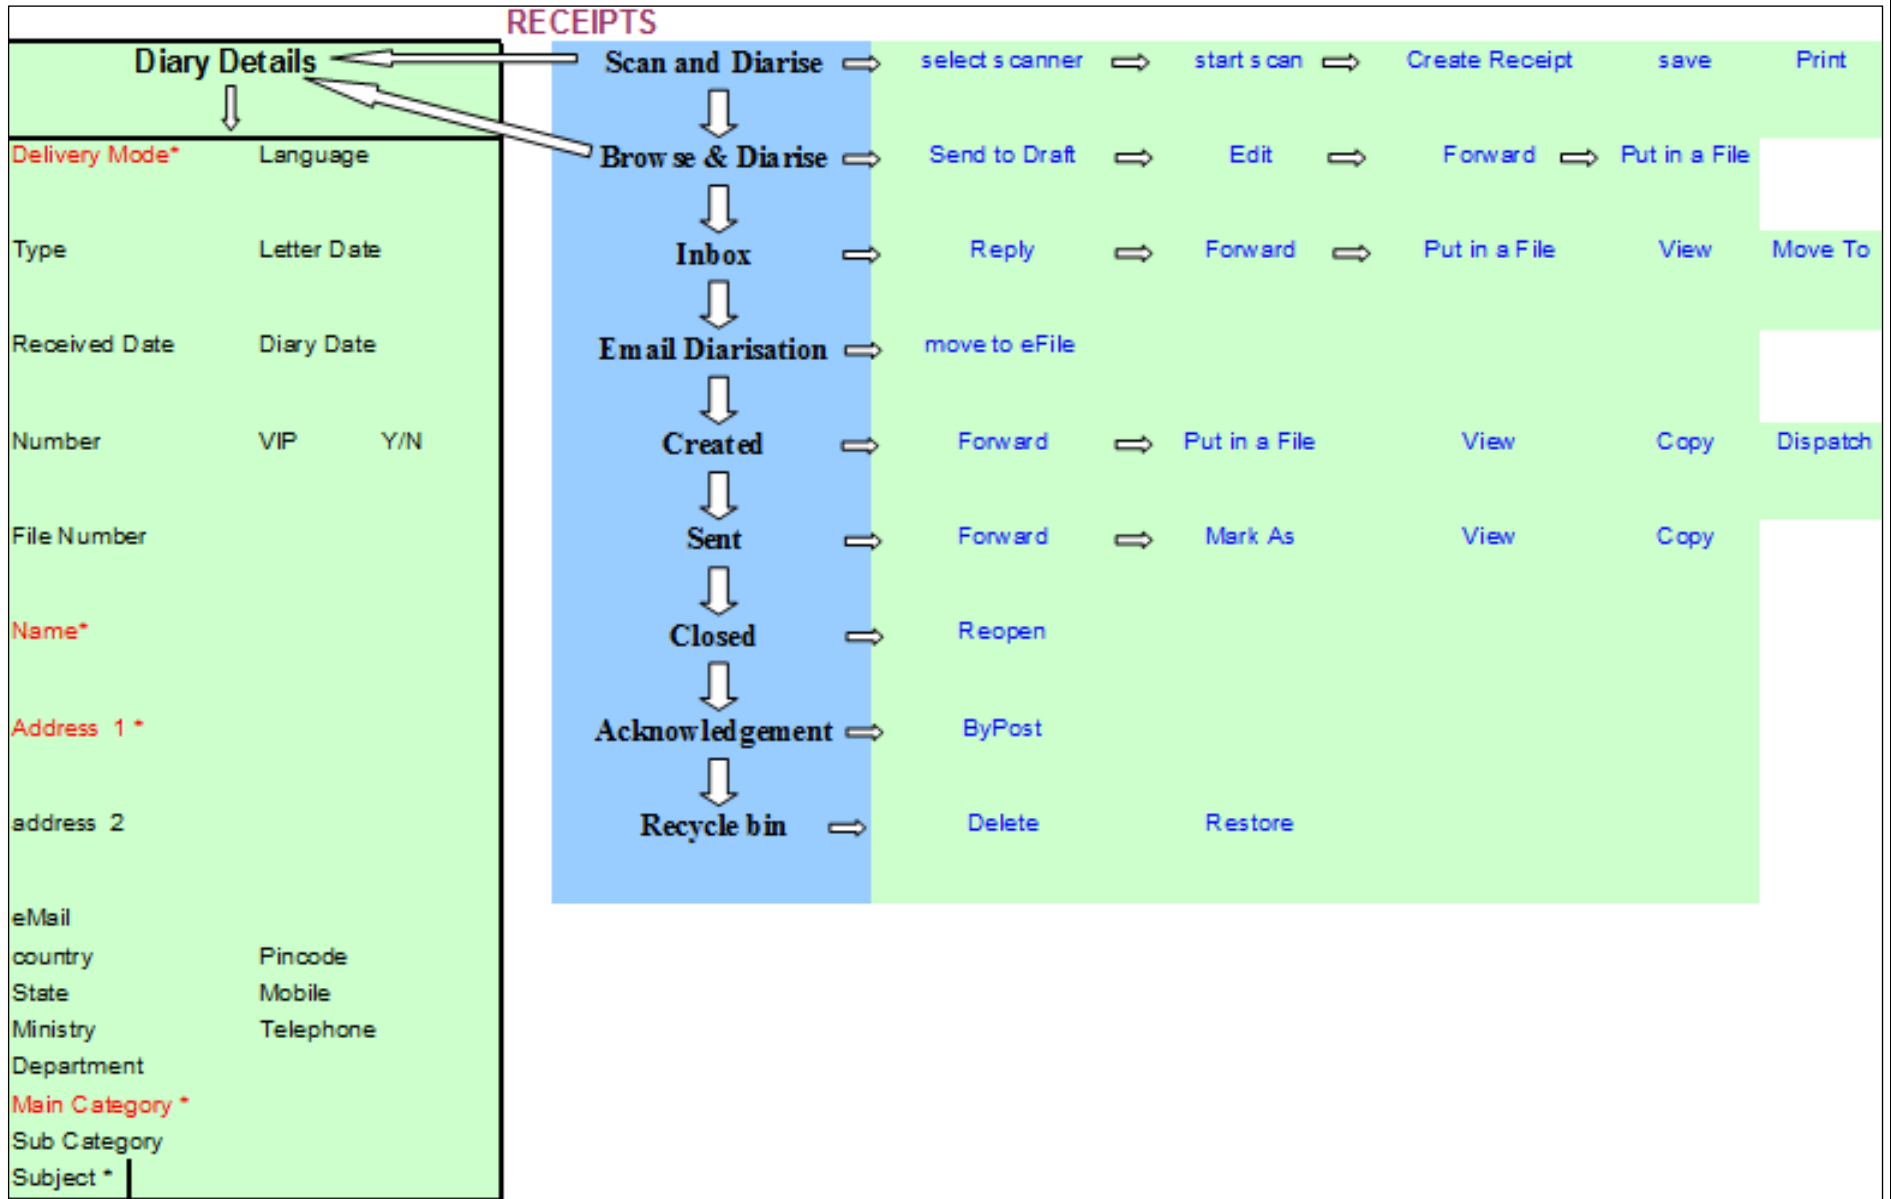 RECEIPTS
Diary Details Scan and Diarise select scanner start scan Create Receipt save Print
Delivery Mode* Language Browse & Diarise Send to Draft Edit Forward Put in a File
Type Letter Date Inbox Reply Forward Put in a File View Move To
Received Date Diary Date Email Diarisation move to eFile
Number VIP Y/N Created Forward Put in a File View Copy Dispatch
File Number Sent Forward Mark As View Copy
Name* Closed Reopen
Address 1 * Acknowledgement ByPost
address 2 Recycle bin Delete Restore
eMail
country Pincode
State Mobile
Ministry Telephone
Department
Main Category *
Sub Category
Subject *